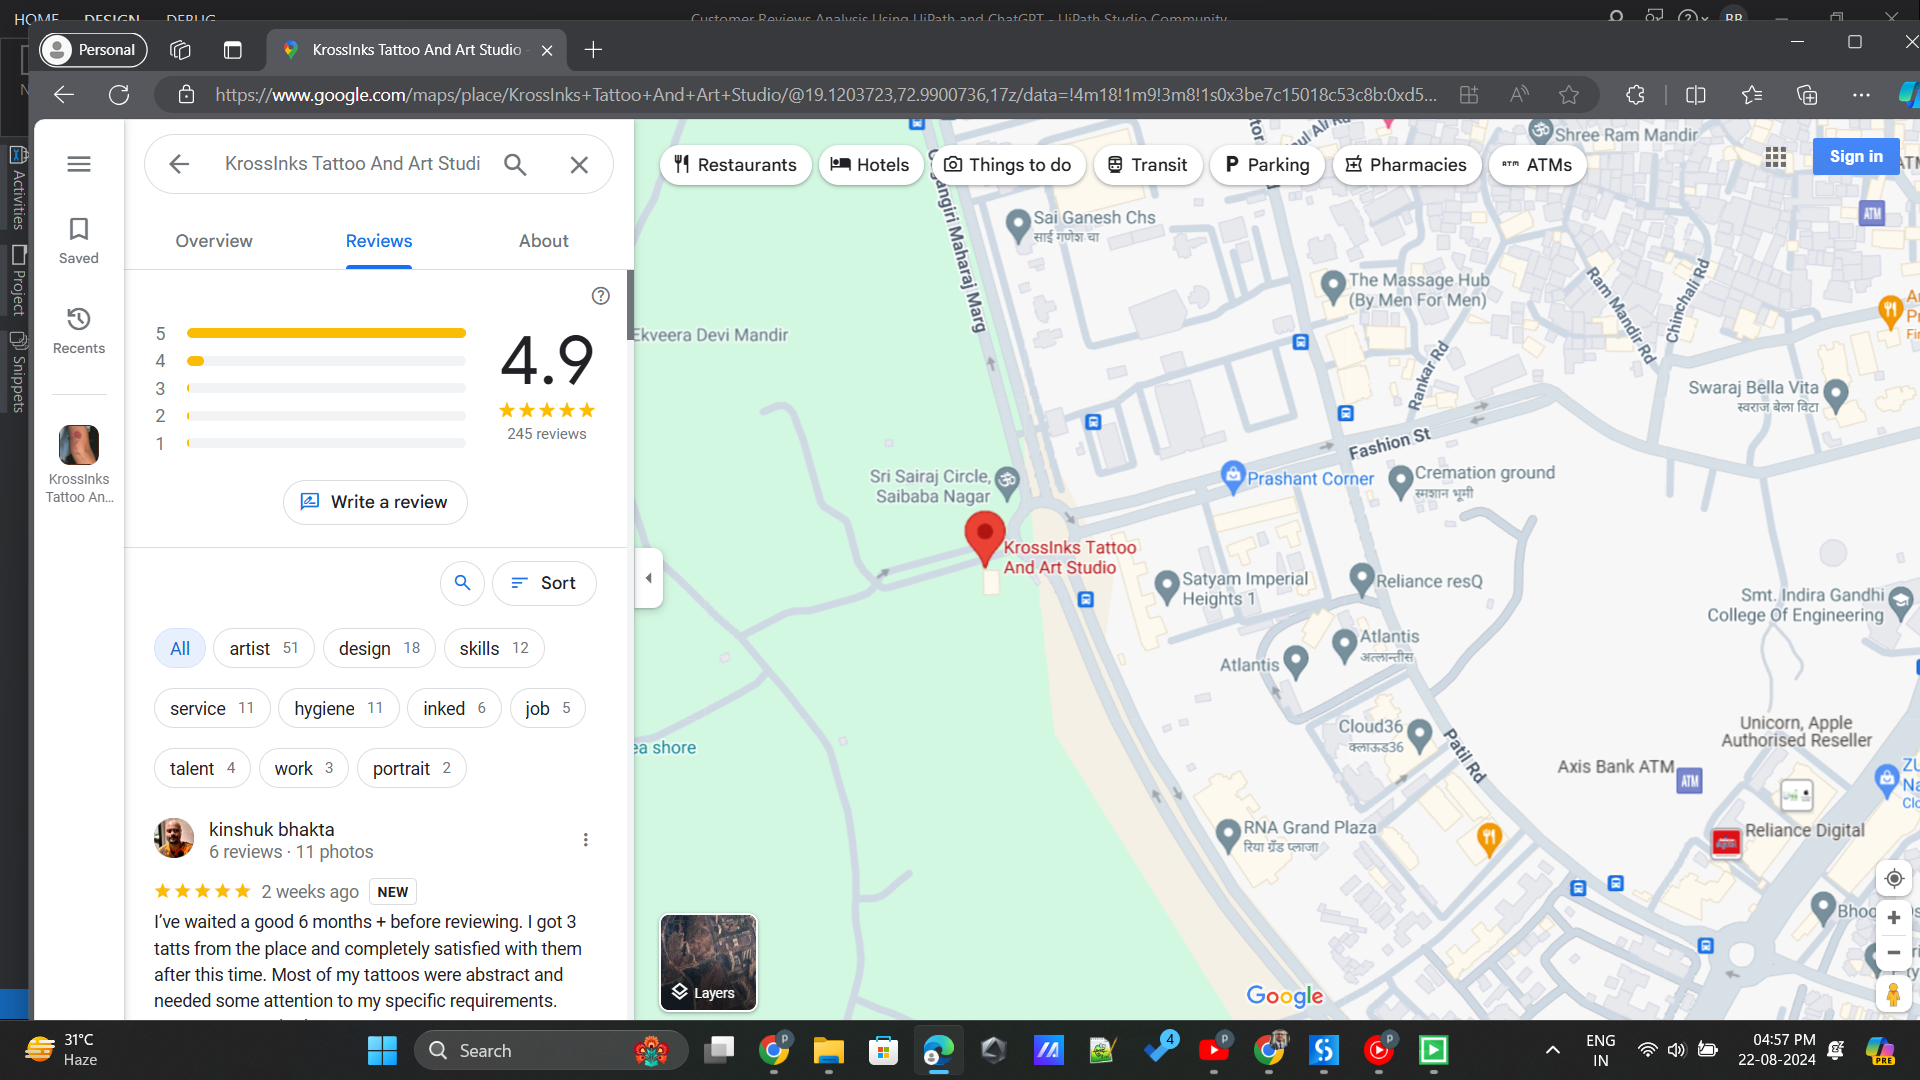 HOME DESIGN DEBUG
Customer Reviews Analysis Using UiPath and ChatGPT - UiPath Studio Community
BB
Personal
KrossInks Tattoo And Art Studio
https://www.google.com/maps/place/KrossInks+Tattoo+And+Art+Studio/@19.1203723,72.9900736,17z/data=!4m18!1m9!3m8!1s0x3be7c15018c53c8b:0xd5...
Activities
Project
Snippets
Saved
Recents
KrossInks
Tattoo An...
KrossInks Tattoo And Art Studi
Overview
Reviews
About
5
4
3
2
1
4.9
245 reviews
Write a review
Sort
All
artist 51
design 18
skills 12
service 11
hygiene 11
inked 6
job 5
talent 4
work 3
portrait 2
kinshuk bhakta
6 reviews · 11 photos
2 weeks ago NEW
I've waited a good 6 months + before reviewing. I got 3
tatts from the place and completely satisfied with them
after this time. Most of my tattoos were abstract and
needed some attention to my specific requirements.
Restaurants
Hotels
Things to do
Transit
Parking
Pharmacies
ATM ATMs
Sign in
Shree Ram Mandir
Sai Ganesh Chs
साई गणेश चा
Gagangiri Maharaj Marg
The Massage Hub
(By Men For Men)
Ram Mandir Rd
Chinchali Rd
ATM
Ekveera Devi Mandir
Rankar Rd
Swaraj Bella Vita
स्वराज बेला विटा
Fashion St
Sri Sairaj Circle,
Saibaba Nagar
Prashant Corner
Cremation ground
स्मशान भूमी
KrossInks Tattoo
And Art Studio
Satyam Imperial
Heights 1
Reliance resQ
Smt. Indira Gandhi
College Of Engineering
Atlantis
अत्लान्तीस
Atlantis
Cloud36
क्लाऊड36
Patil Rd
Unicorn, Apple
Authorised Reseller
Axis Bank ATM
ATM
ea shore
RNA Grand Plaza
रिया ग्रँड प्लाजा
Reliance Digital
Layers
Google
31°C
Haze
Search
4
ENG
IN
04:57 PM
22-08-2024
PRE